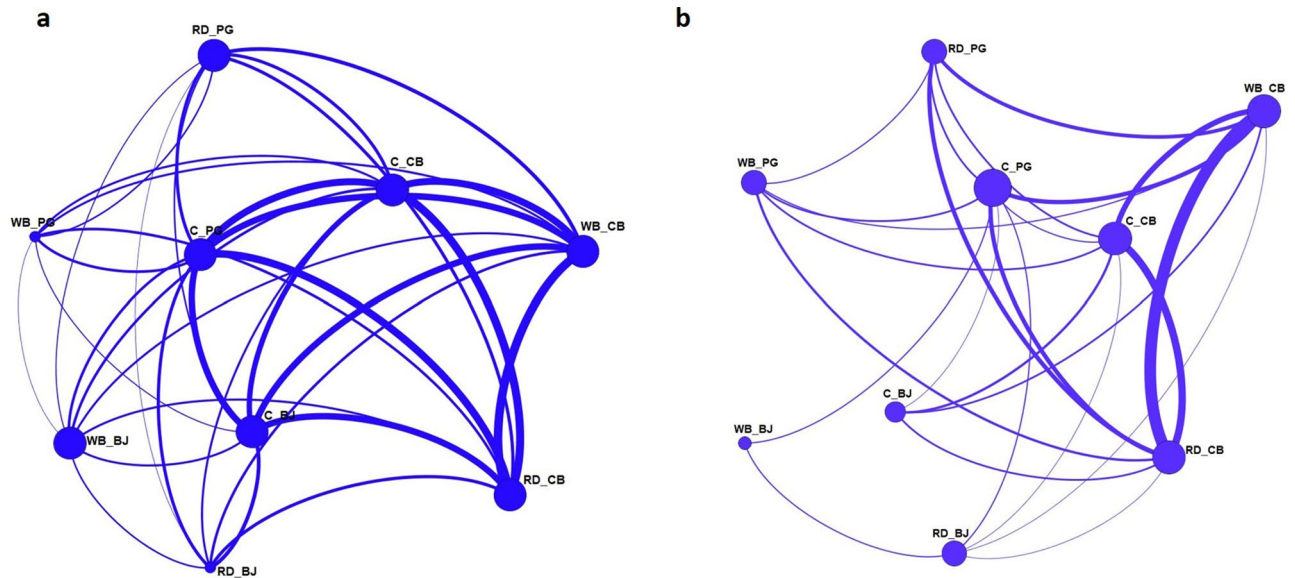 a
RD_PG
C_CB
WB_PG
C_PG
WB_CB
C_BJ
WB_BJ
RD_CB
RD_BJ
b
RD_PG
WB_CB
WB_PG
C_PG
C_CB
C_BJ
WB_BJ
RD_CB
RD_BJ